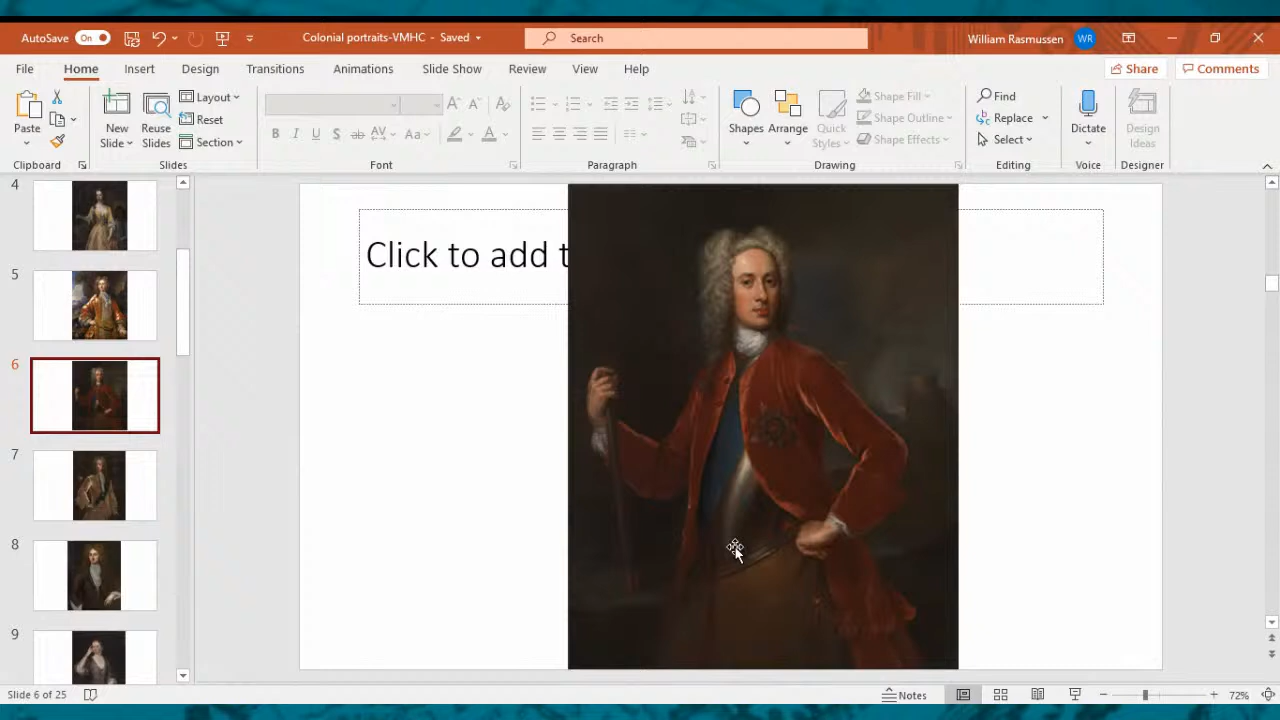 AutoSave On Colonial portraits-VMHC - Saved Search William Rasmussen WR
File Home Insert Design Transitions Animations Slide Show Review View Help Share Comments
Paste New Slide Reuse Slides Layout Reset Section
B I U S ab AV Aa A A A A
Shapes Arrange Quick Styles Shape Fill Shape Outline Shape Effects
Find Replace Select Dictate Design Ideas
Clipboard Slides Font Paragraph Drawing Editing Voice Designer
4
5
6
7
8
9
Click to add t
Slide 6 of 25 Notes 72%